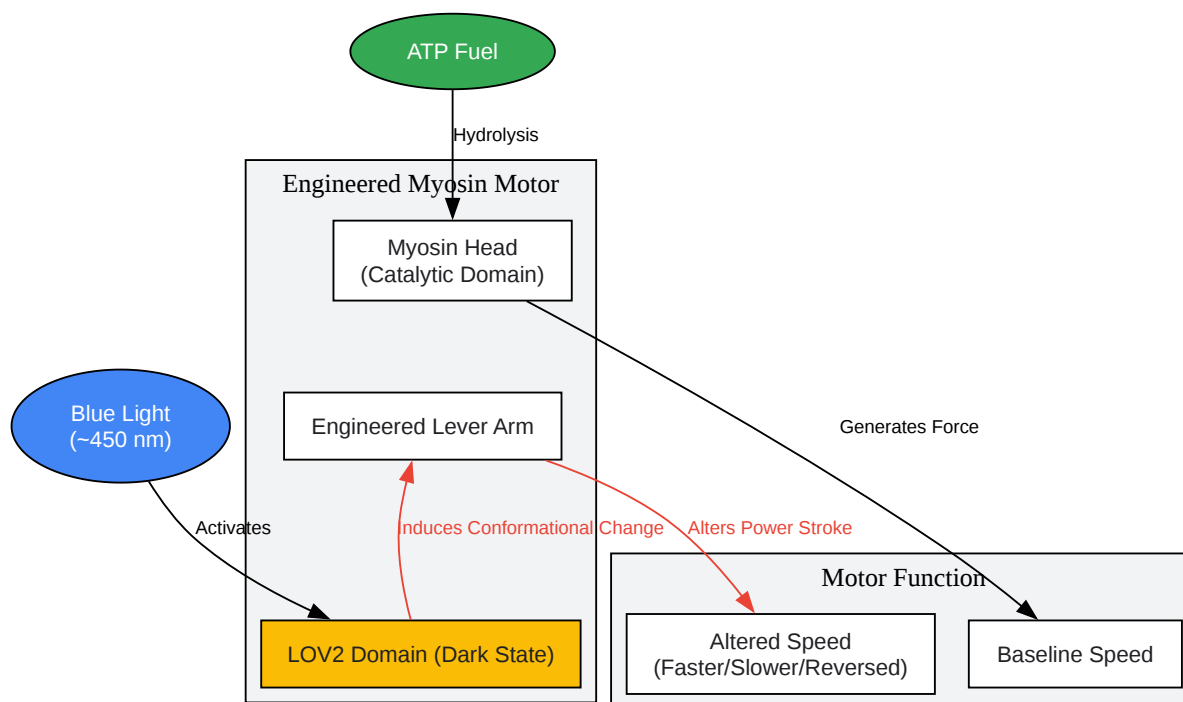 ATP Fuel
Hydrolysis
Engineered Myosin Motor
Myosin Head
(Catalytic Domain)
Blue Light
(~450 nm)
Engineered Lever Arm
Generates Force
Activates
Induces Conformational Change
Alters Power Stroke
Motor Function
LOV2 Domain (Dark State)
Altered Speed
(Faster/Slower/Reversed)
Baseline Speed